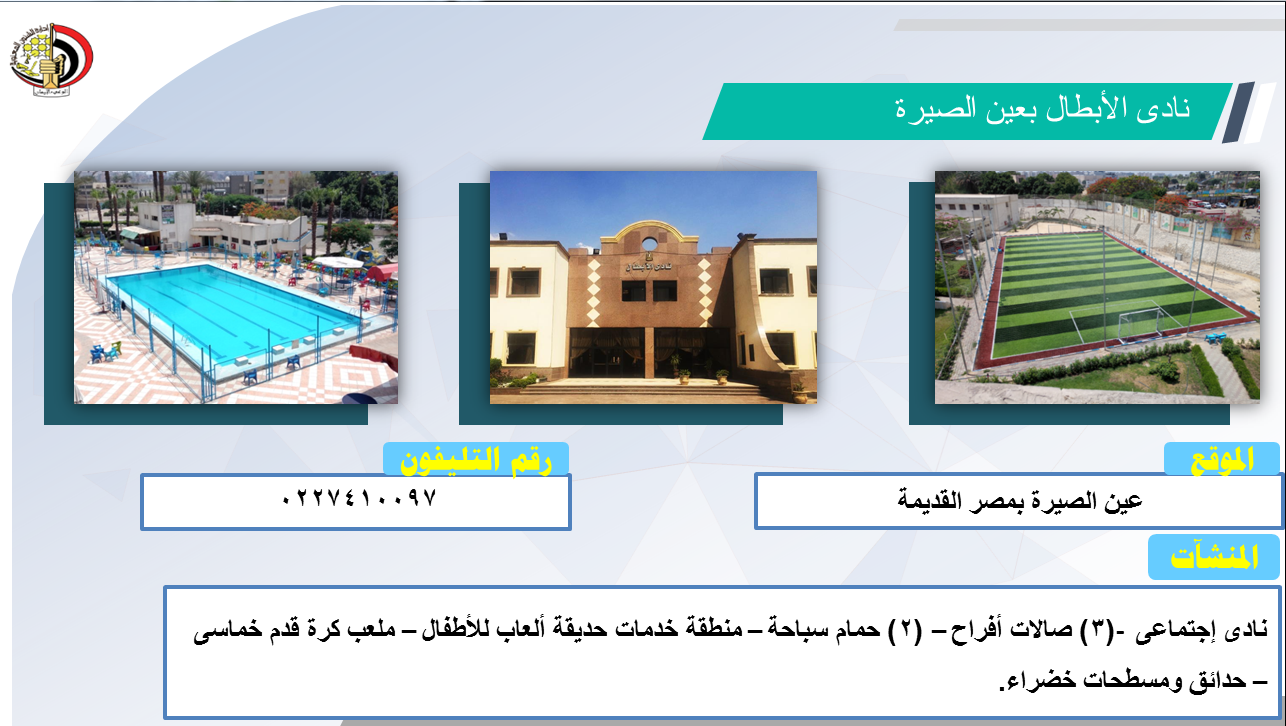 نادى الأبطال بعين الصيرة
الموقع
عين الصيرة بمصر القديمة
رقم التليفون
٠٢٢٧٤١٠٠٩٧
المنشآت
نادى إجتماعى -(٣) صالات أفراح – (٢) حمام سباحة – منطقة خدمات حديقة ألعاب للأطفال – ملعب كرة قدم خماسى
– حدائق ومسطحات خضراء.